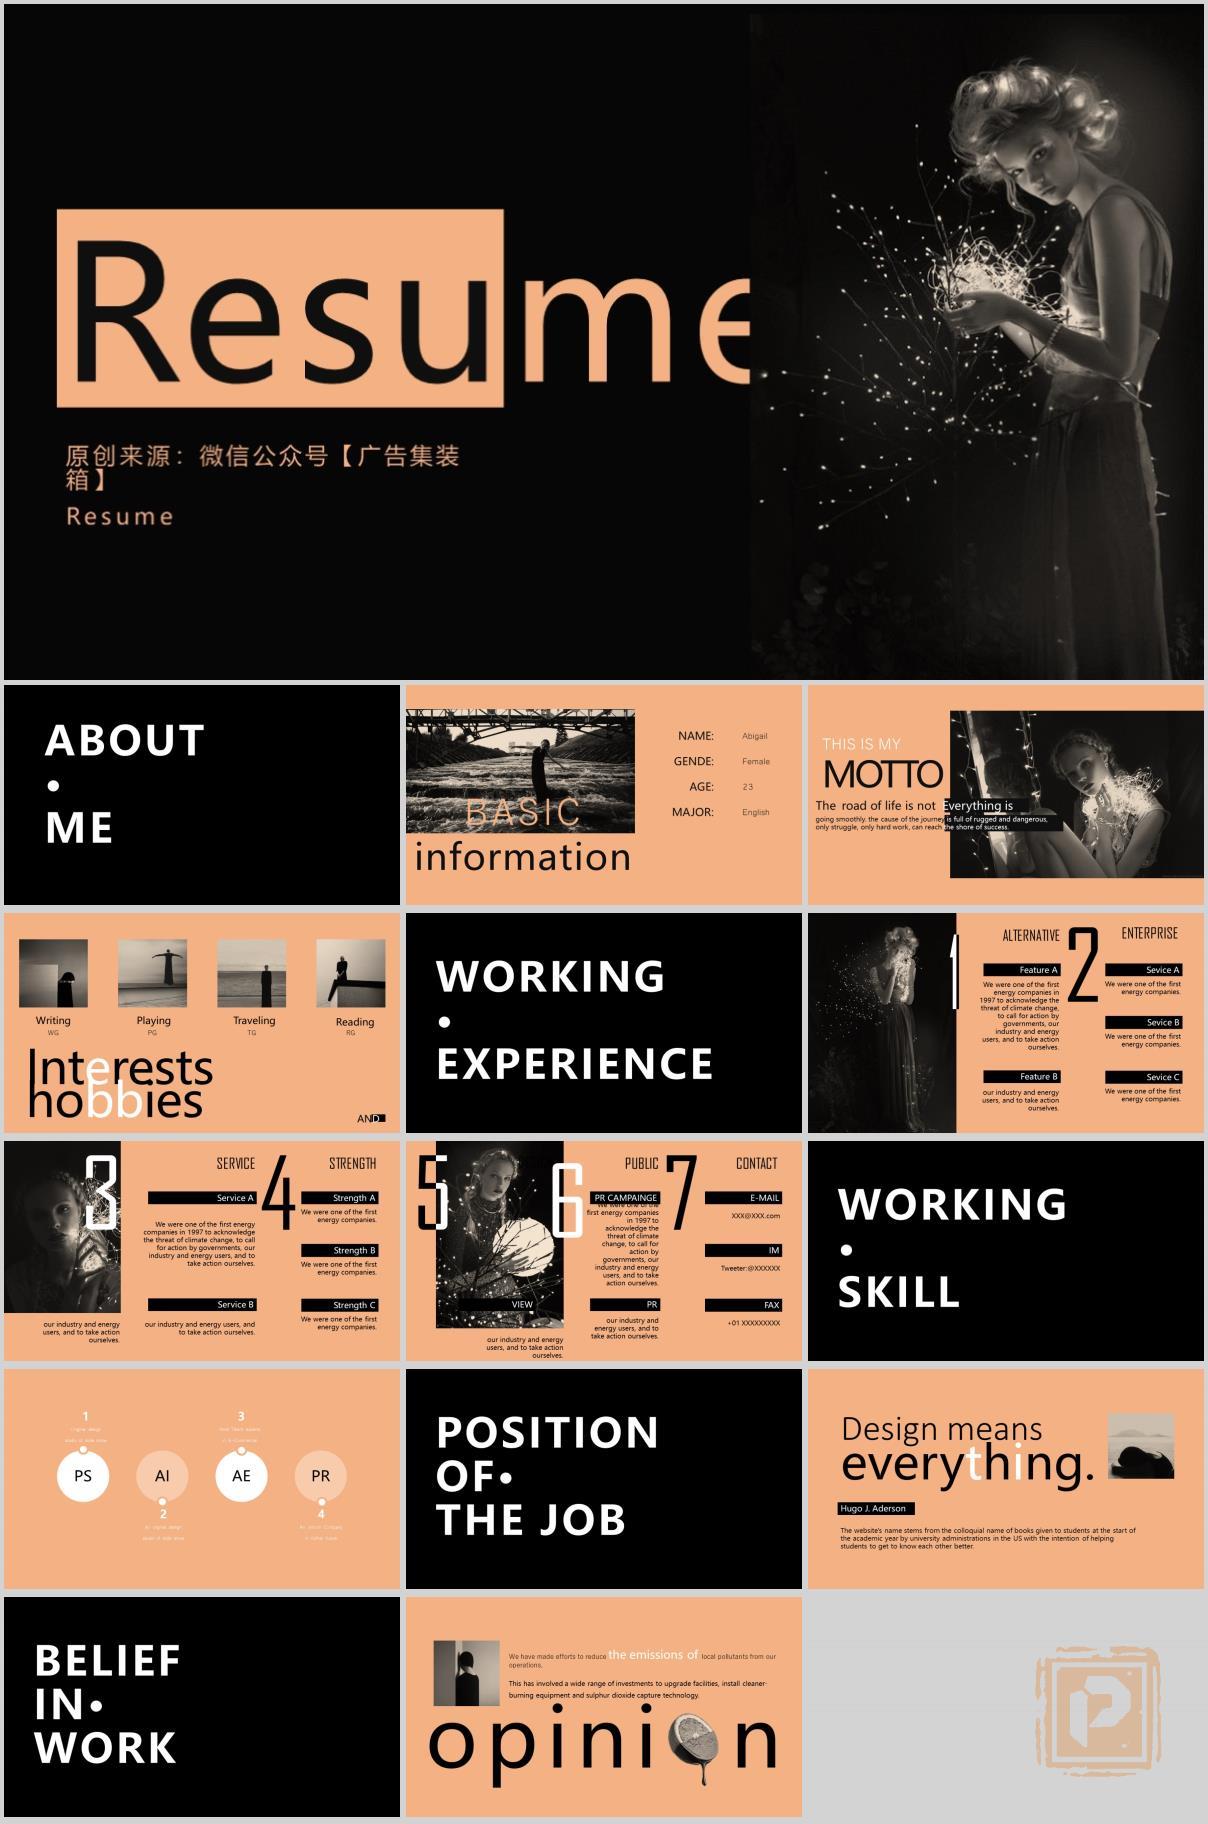 Resume
原创来源：微信公众号【广告集装
箱】
Resume
ABOUT
•
ME
BASIC
information
NAME: Abigail
GENDE: Female
AGE: 23
MAJOR: English
THIS IS MY
MOTTO
The road of life is not Everything is
going smoothly. the cause of the journey is full of rugged and dangerous,
only struggle, only hard work, can reach the shore of success.
Writing
WG
Playing
PG
Traveling
TG
Reading
RG
Interests
hobbies
AND
WORKING
•
EXPERIENCE
1
ALTERNATIVE
Feature A
We were one of the first
energy companies in
1997 to acknowledge the
threat of climate change,
to call for action by
governments, our
industry and energy
users, and to take action
ourselves.
Feature B
our industry and energy
users, and to take action
ourselves.
2
ENTERPRISE
Sevice A
We were one of the first
energy companies.
Sevice B
We were one of the first
energy companies.
Sevice C
We were one of the first
energy companies.
3
our industry and energy
users, and to take action
ourselves.
SERVICE
Service A
We were one of the first energy
companies in 1997 to acknowledge
the threat of climate change, to call
for action by governments, our
industry and energy users, and to
take action ourselves.
Service B
our industry and energy users, and
to take action ourselves.
4
STRENGTH
Strength A
We were one of the first
energy companies.
Strength B
We were one of the first
energy companies.
Strength C
We were one of the first
energy companies.
5
VIEW
our industry and energy
users, and to take action
ourselves.
6
PUBLIC
PR CAMPAINGE
We were one of the
first energy companies
in 1997 to
acknowledge the
threat of climate
change, to call for
action by
governments, our
industry and energy
users, and to take
action ourselves.
PR
our industry and
energy users, and to
take action ourselves.
7
CONTACT
E-MAIL
XXX@XXX.com
IM
Tweeter:@XXXXXX
FAX
+01 XXXXXXXXX
WORKING
•
SKILL
1
PS
AI
2
3
AE
PR
4
POSITION
OF•
THE JOB
Design means
everything.
Hugo J. Aderson
The website's name stems from the colloquial name of books given to students at the start of
the academic year by university administrations in the US with the intention of helping
students to get to know each other better.
BELIEF
IN•
WORK
We have made efforts to reduce the emissions of local pollutants from our
operations.
This has involved a wide range of investments to upgrade facilities, install cleaner-
burning equipment and sulphur dioxide capture technology.
opinion